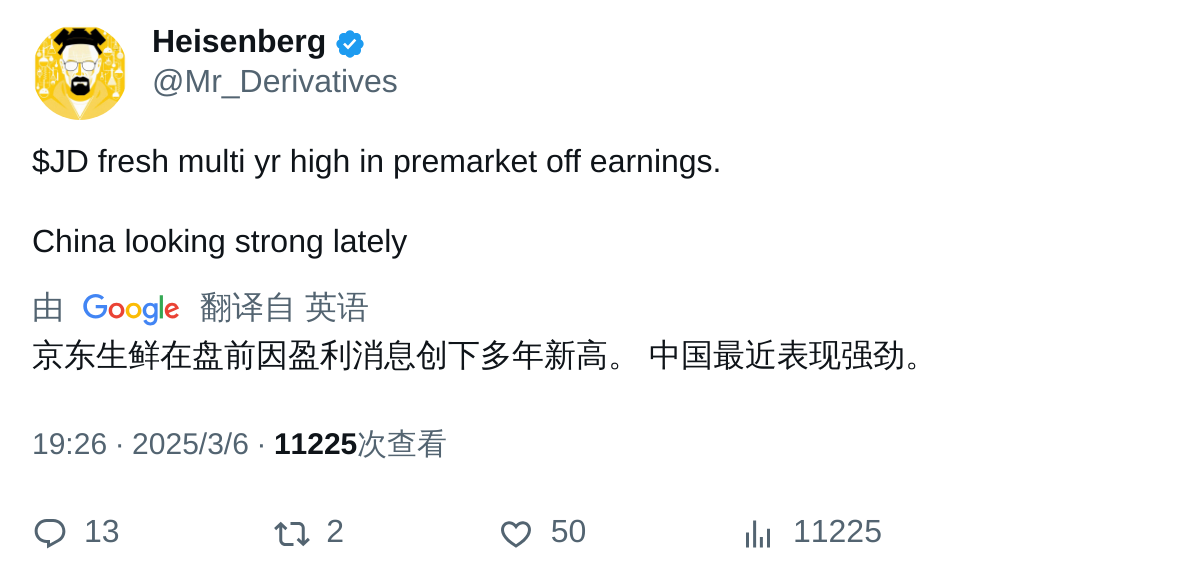 Heisenberg
@Mr_Derivatives
$JD fresh multi yr high in premarket off earnings.
China looking strong lately
由 Google 翻译自 英语
京东生鲜在盘前因盈利消息创下多年新高。 中国最近表现强劲。
19:26 · 2025/3/6 · 11225次查看
13 2 50 11225